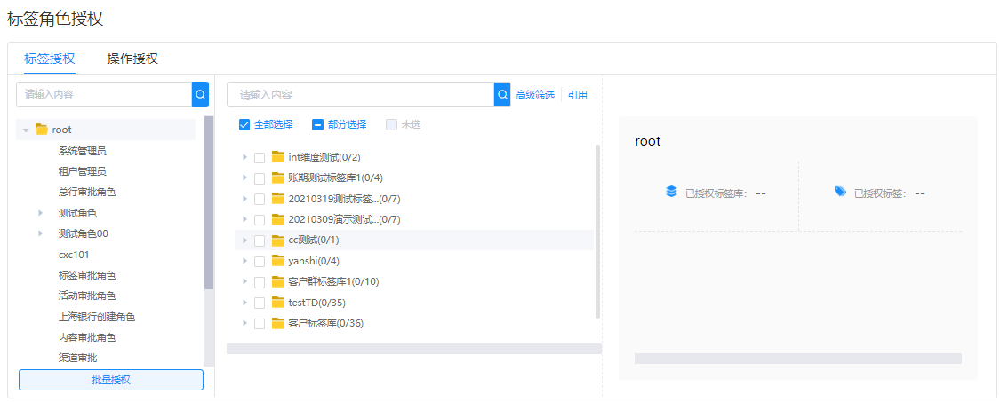 标签角色授权
标签授权 操作授权
请输入内容
root
系统管理员
租户管理员
总行审批角色
测试角色
测试角色00
cxc101
标签审批角色
活动审批角色
上海银行创建角色
内容审批角色
渠道审批
批量授权
请输入内容 高级筛选 引用
全部选择 部分选择 未选
int维度测试(0/2)
账期测试标签库1(0/4)
20210319测试标签...(0/7)
20210309演示测试...(0/7)
cc测试(0/1)
yanshi(0/4)
客户群标签库1(0/10)
testTD(0/35)
客户标签库(0/36)
root
已授权标签库： -- 已授权标签： --